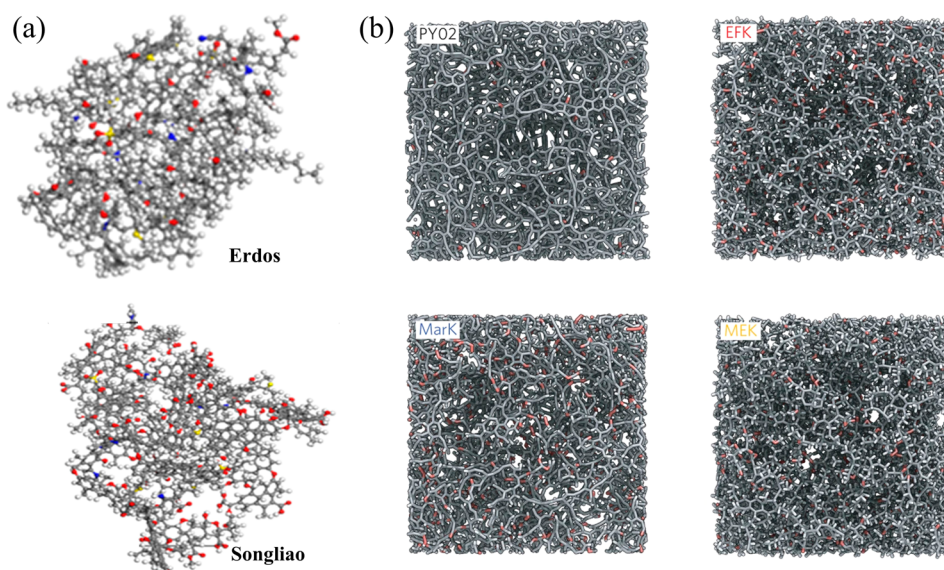 (a)
(b)
PY02
EFK
Erdos
MarK
MEK
Songliao